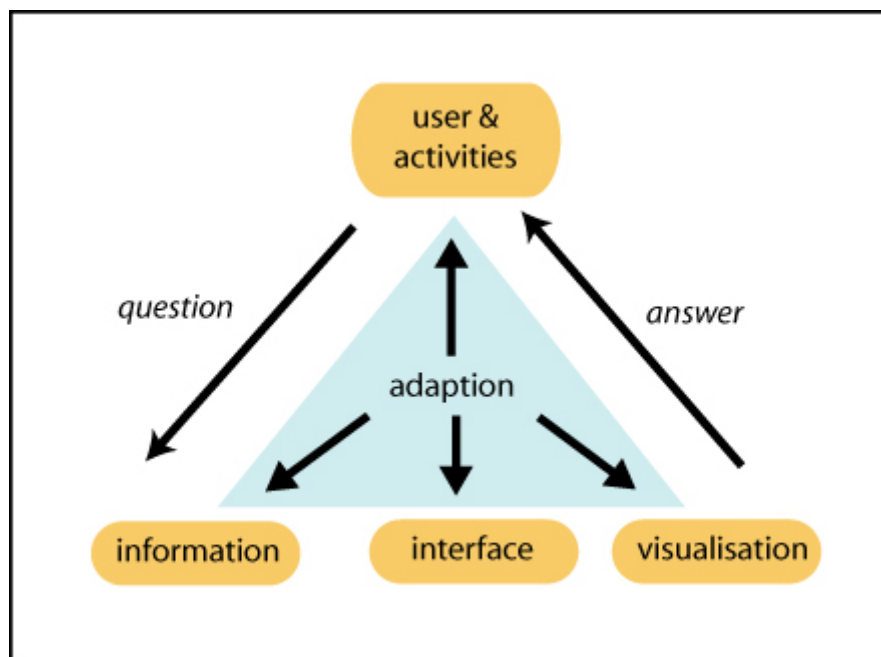 user &
activities
question
answer
adaption
information
interface
visualisation